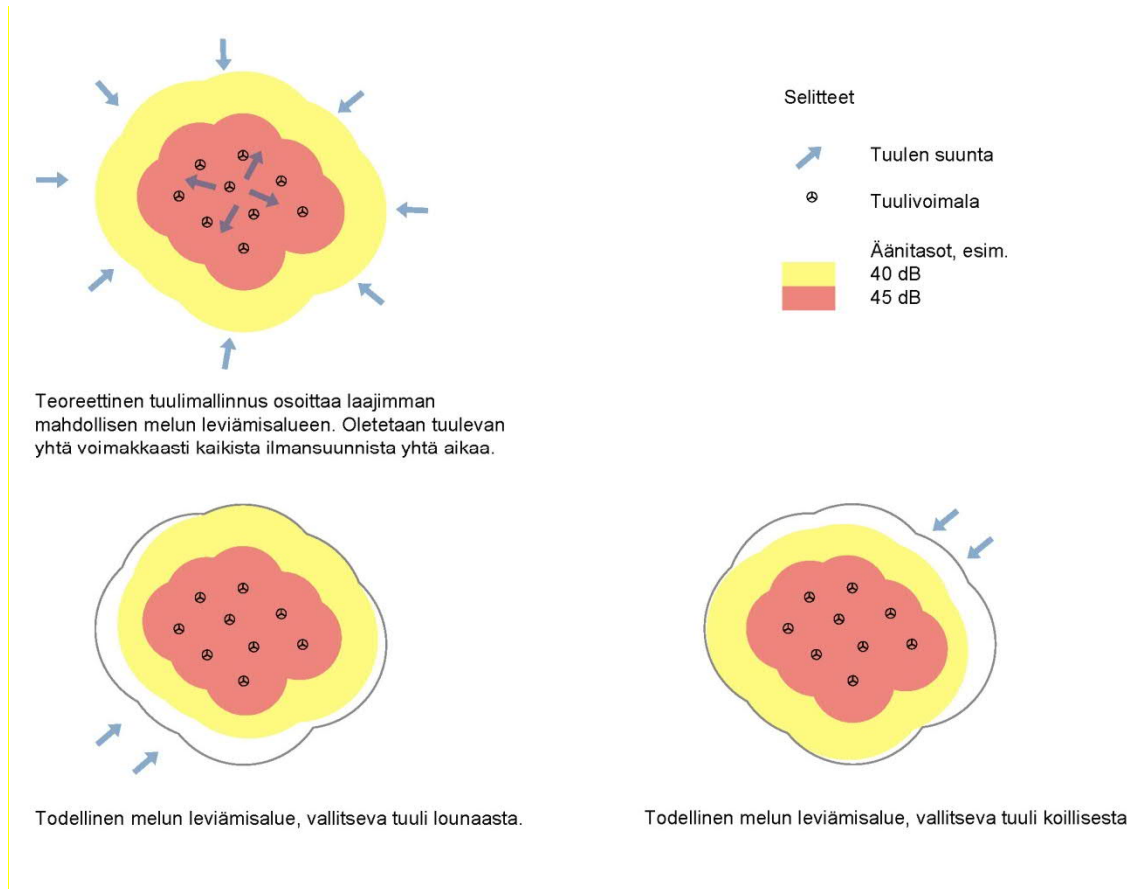 Selitteet
Tuulen suunta
Tuulivoimala
Äänitasot, esim.
40 dB
45 dB
Teoreettinen tuulimallinnus osoittaa laajimman
mahdollisen melun leviämisalueen. Oletetaan tuulevan
yhtä voimakkaasti kaikista ilmansuunnista yhtä aikaa.
Todellinen melun leviämisalue, vallitseva tuuli lounaasta.
Todellinen melun leviämisalue, vallitseva tuuli koillisesta